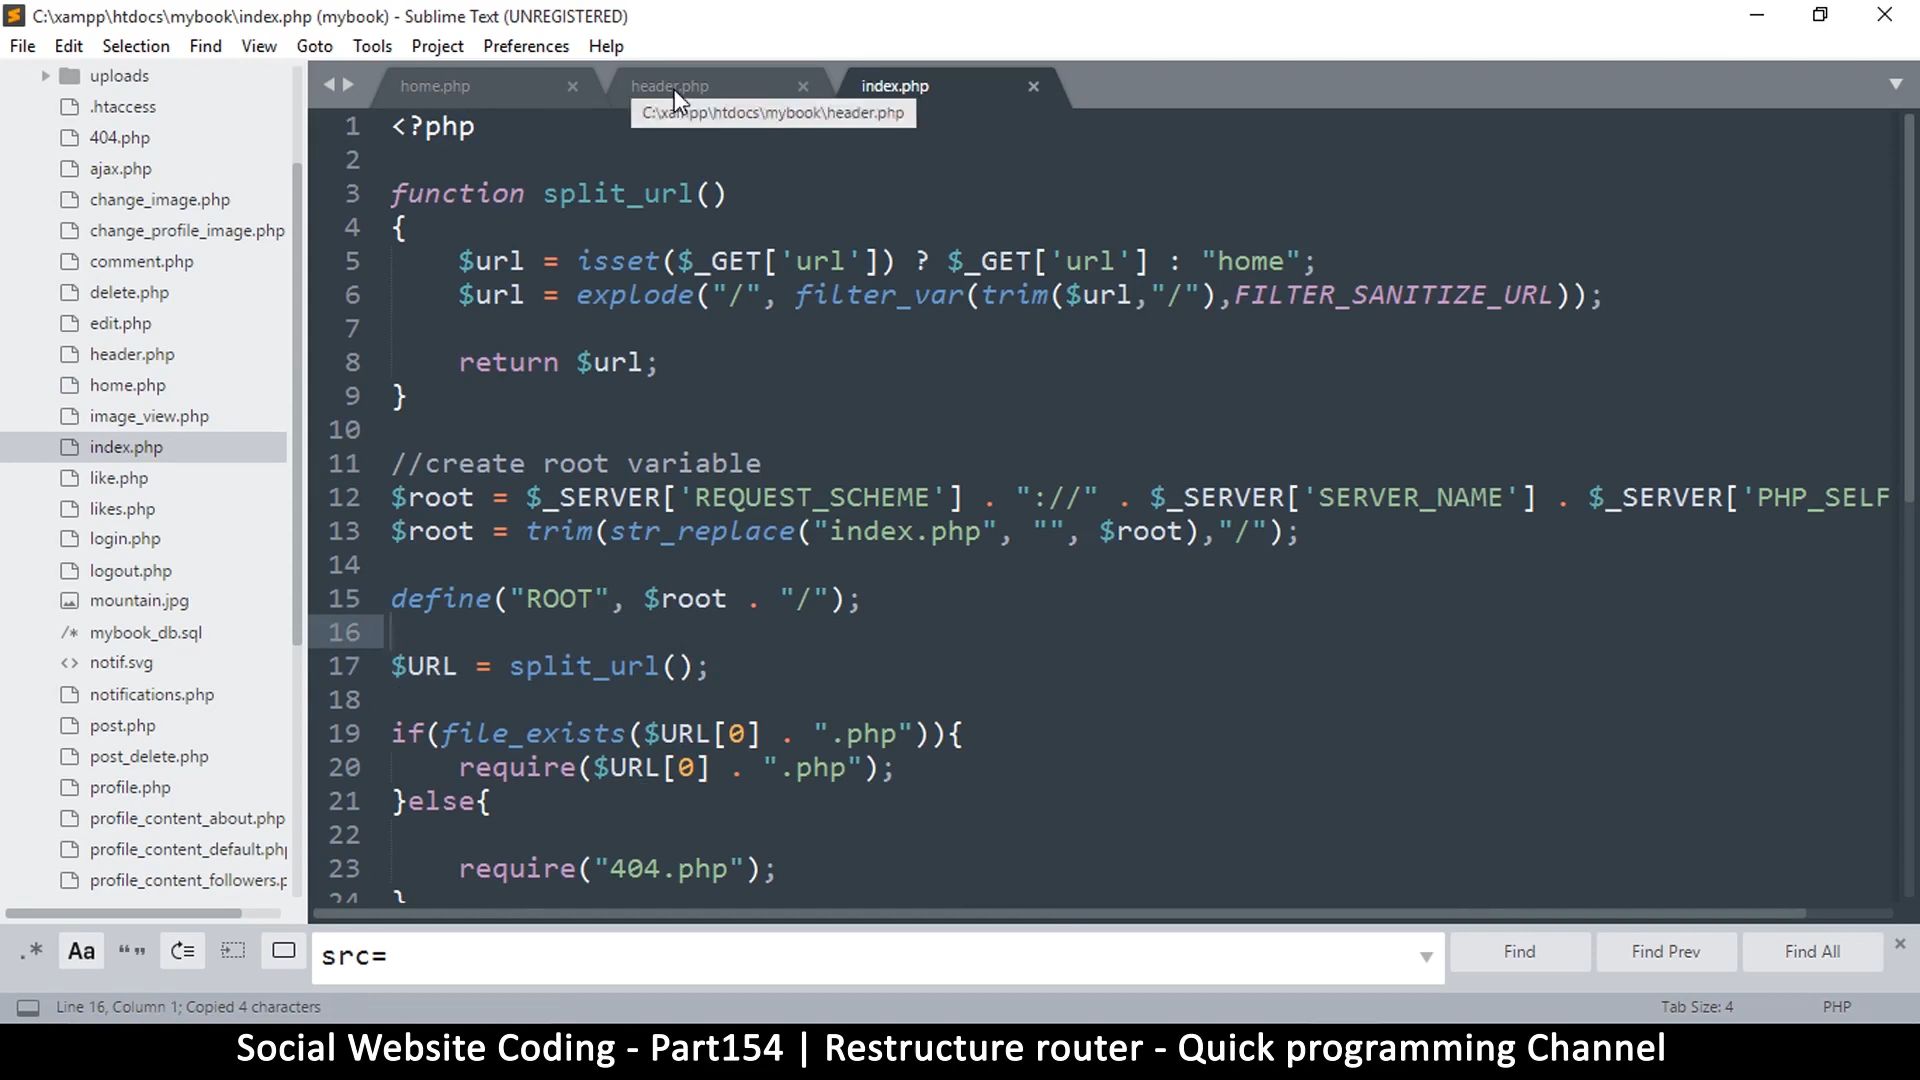 C:\xampp\htdocs\mybook\index.php (mybook) - Sublime Text (UNREGISTERED)
File Edit Selection Find View Goto Tools Project Preferences Help
uploads
.htaccess
404.php
ajax.php
change_image.php
change_profile_image.php
comment.php
delete.php
edit.php
header.php
home.php
image_view.php
index.php
like.php
likes.php
login.php
logout.php
mountain.jpg
mybook_db.sql
notif.svg
notifications.php
post.php
post_delete.php
profile.php
profile_content_about.php
profile_content_default.ph
profile_content_followers.p
home.php header.php index.php
C:\xampp\htdocs\mybook\header.php
1 <?php
2
3 function split_url()
4 {
5 $url = isset($_GET['url']) ? $_GET['url'] : "home";
6 $url = explode("/", filter_var(trim($url,"/"),FILTER_SANITIZE_URL));
7
8 return $url;
9 }
10
11 //create root variable
12 $root = $_SERVER['REQUEST_SCHEME'] . "://" . $_SERVER['SERVER_NAME'] . $_SERVER['PHP_SELF
13 $root = trim(str_replace("index.php", "", $root),"/");
14
15 define("ROOT", $root . "/");
16
17 $URL = split_url();
18
19 if(file_exists($URL[0] . ".php")){
20 require($URL[0] . ".php");
21 }else{
22
23 require("404.php");
24 }
.* Aa “” src= Find Find Prev Find All
Line 16, Column 1; Copied 4 characters Tab Size: 4 PHP
Social Website Coding - Part154 | Restructure router - Quick programming Channel